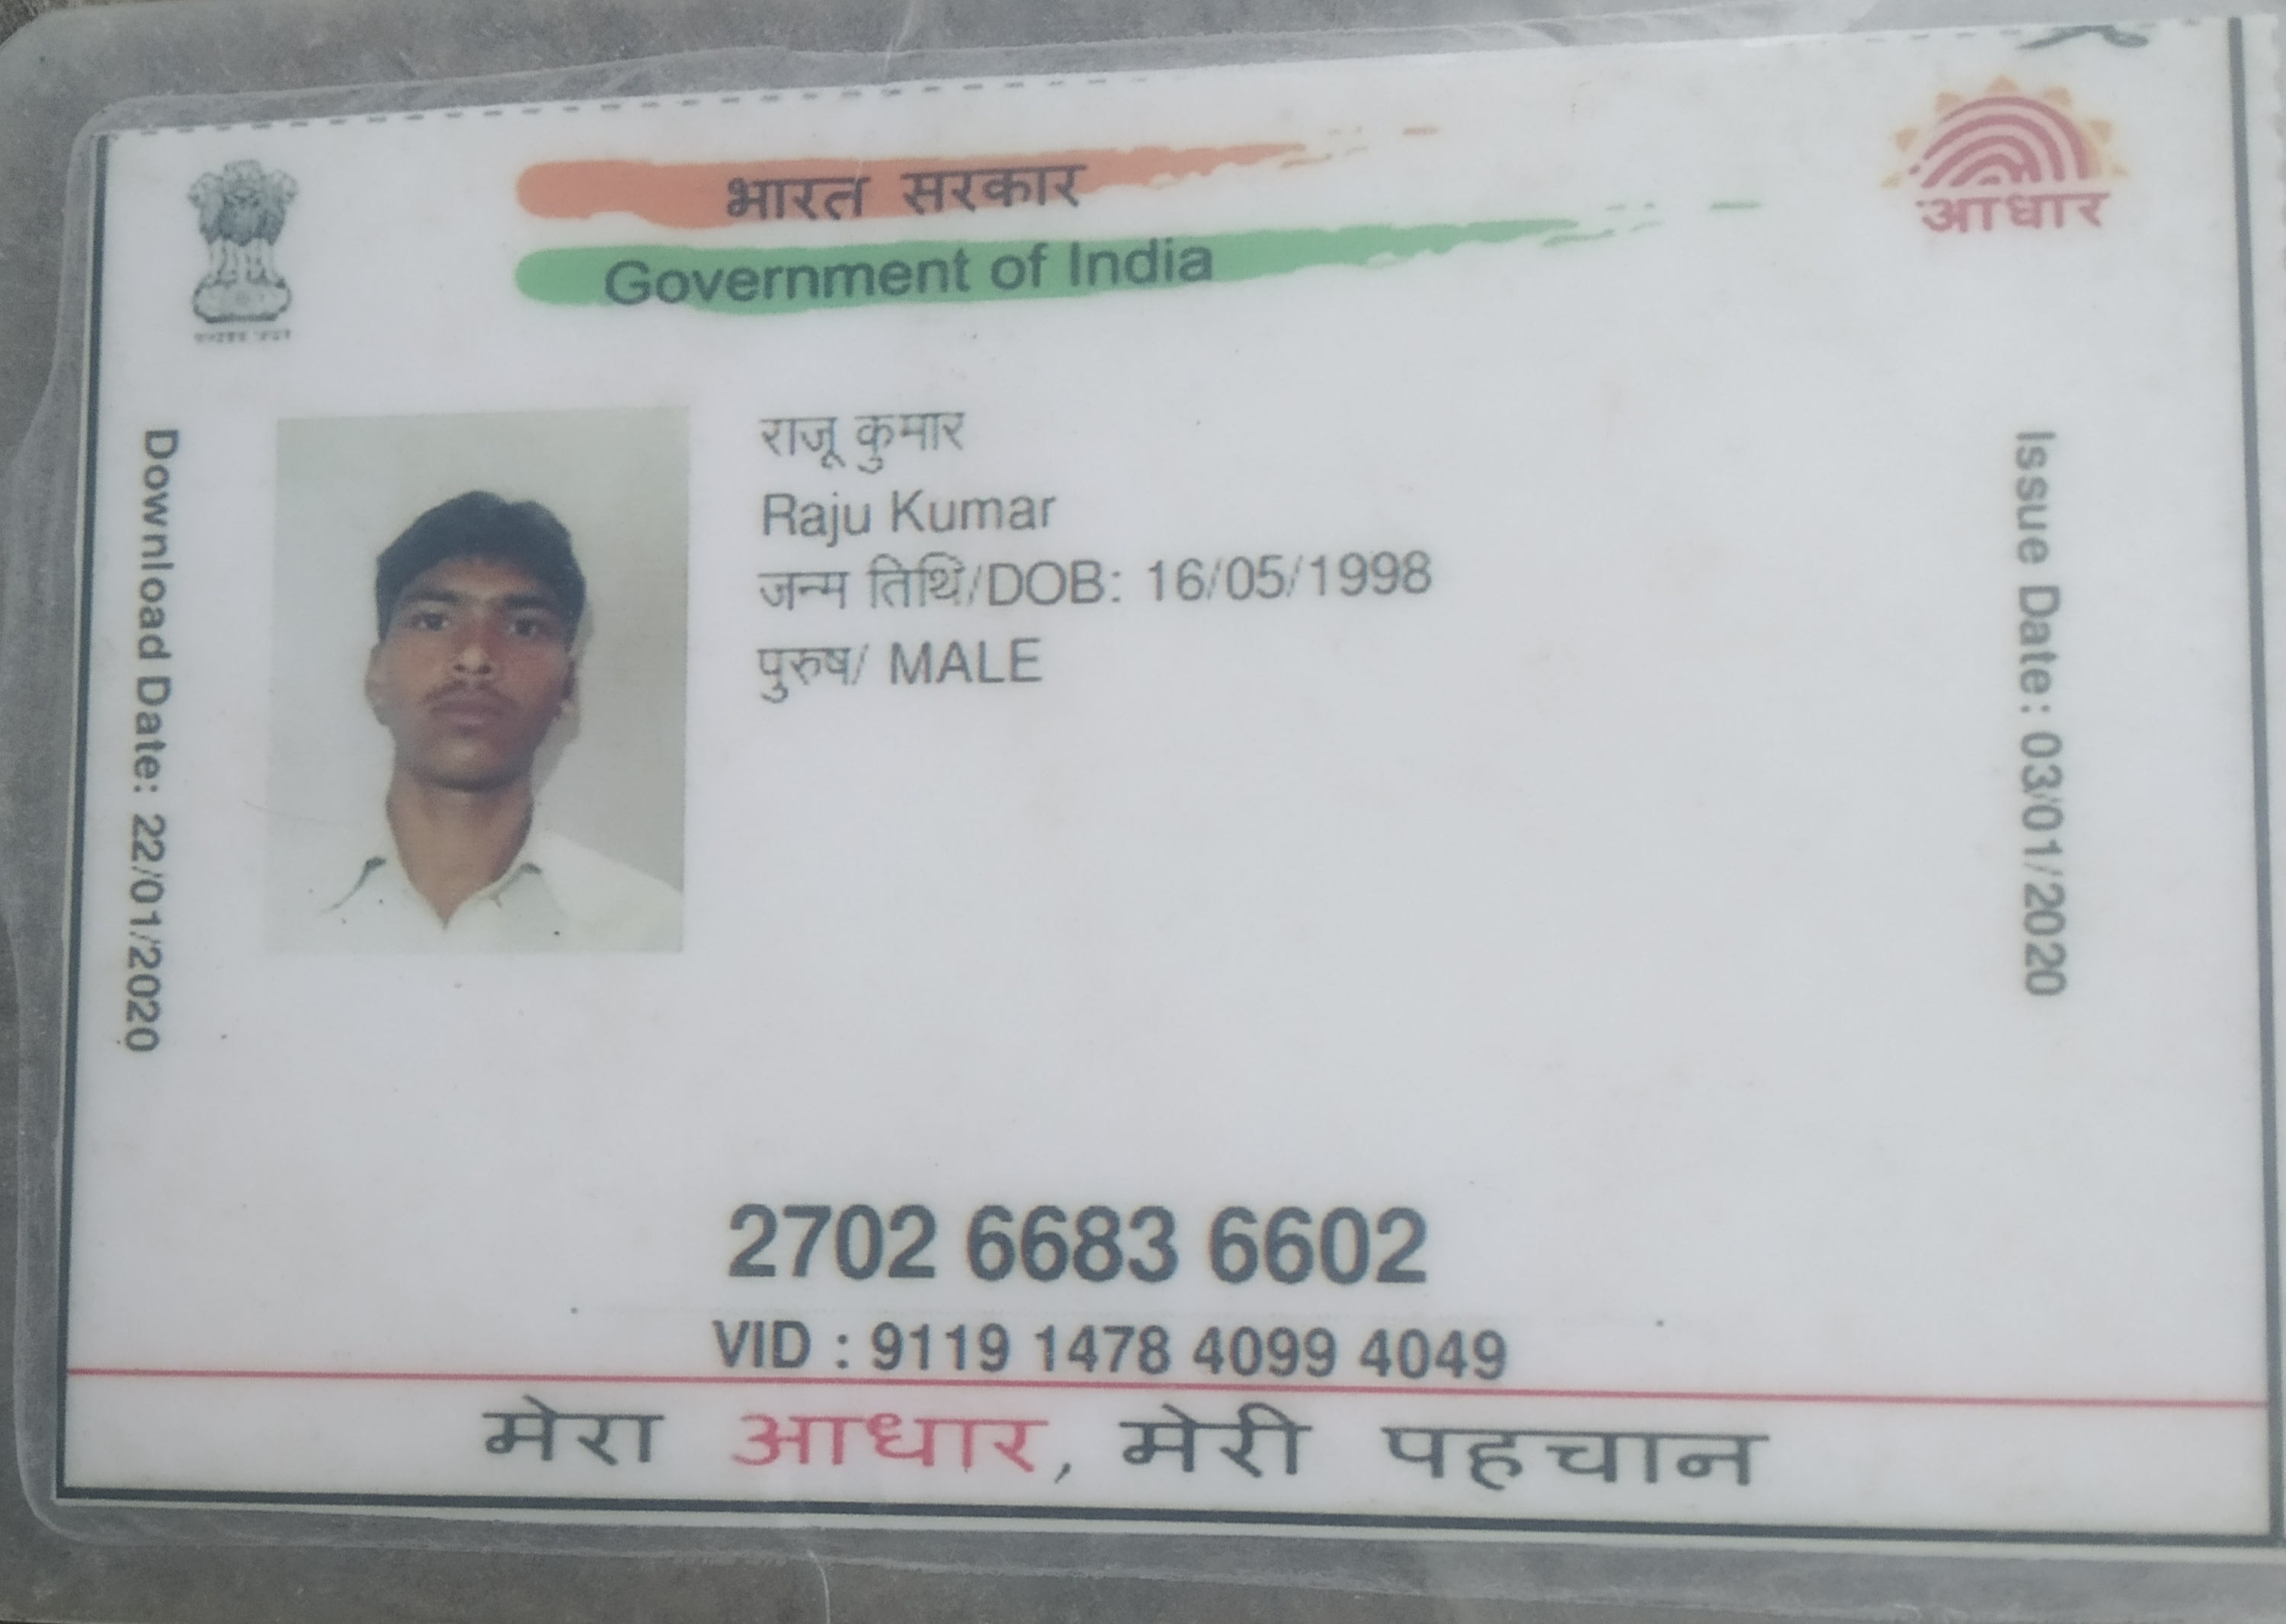 भारत सरकार
Government of India
आधार
Download Date: 22/01/2020
राजू कुमार
Raju Kumar
जन्म तिथि/DOB: 16/05/1998
पुरुष/ MALE
Issue Date: 03/01/2020
2702 6683 6602
VID : 9119 1478 4099 4049
मेरा आधार, मेरी पहचान